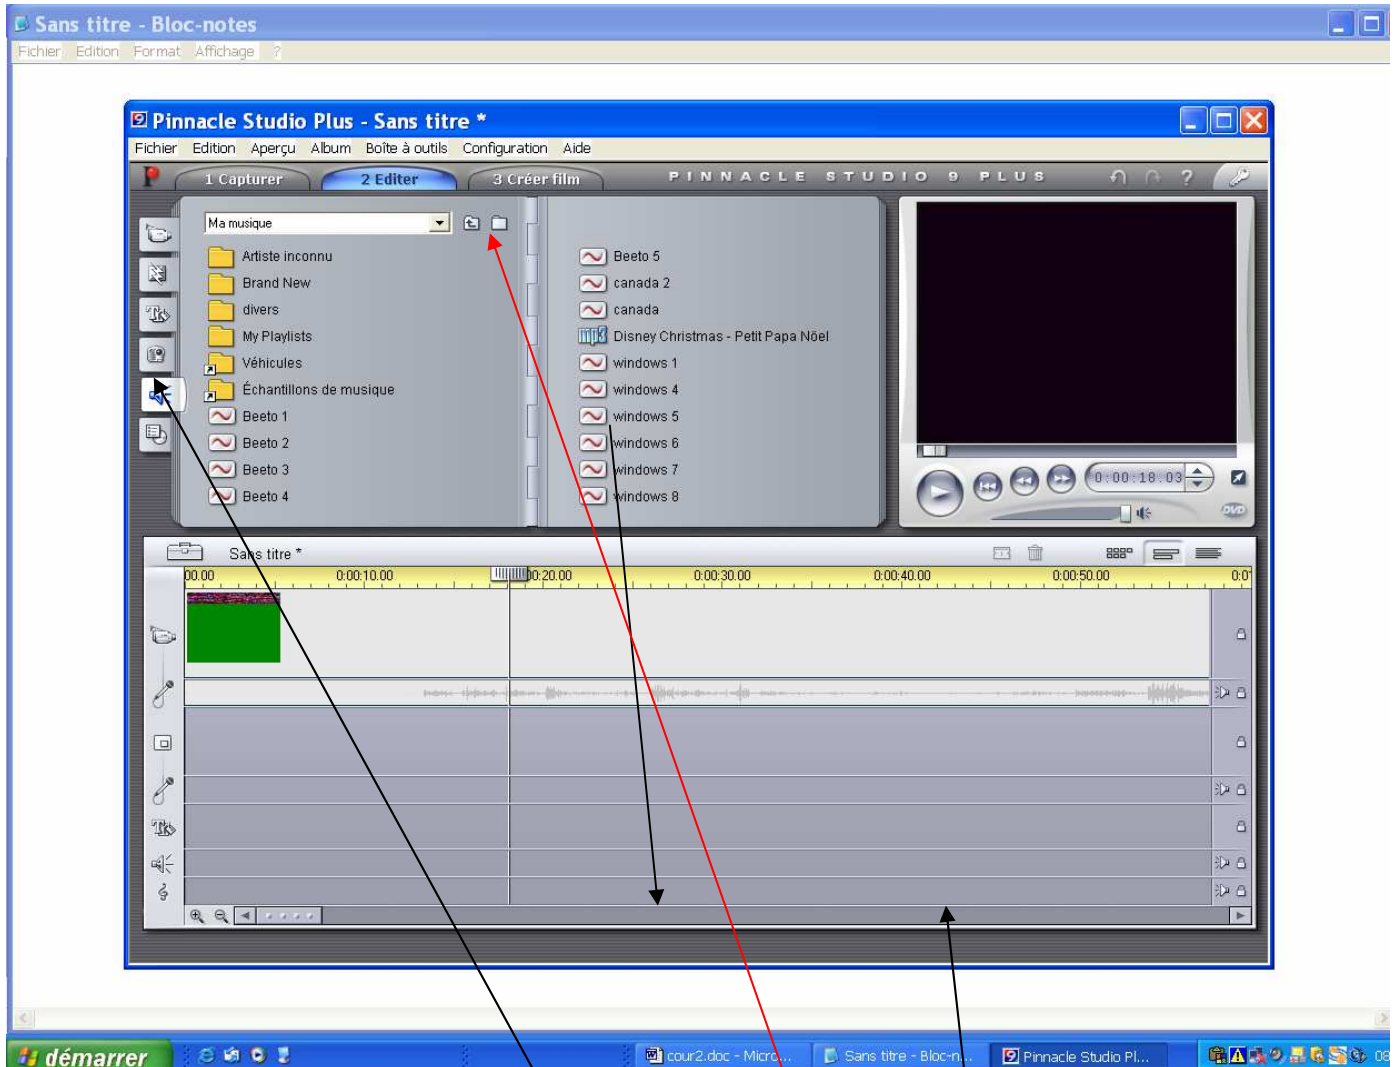 Sans titre - Bloc-notes
Fichier Edition Format Affichage ?
Pinnacle Studio Plus - Sans titre *
Fichier Edition Aperçu Album Boîte à outils Configuration Aide
1 Capturer 2 Editer 3 Créer film PINNACLE STUDIO 9 PLUS ?
Ma musique
Artiste inconnu
Brand New
divers
My Playlists
Véhicules
Échantillons de musique
Beeto 1
Beeto 2
Beeto 3
Beeto 4
Beeto 5
canada 2
canada
mp3 Disney Christmas - Petit Papa Nöel
windows 1
windows 4
windows 5
windows 6
windows 7
windows 8
0:00:18.03
DVD
Sans titre *
00.00 0:00:10.00 0:20.00 0:00:30.00 0:00:40.00 0:00:50.00 0:0
démarrer cour2.doc - Micro... Sans titre - Bloc-n... Pinnacle Studio Pl... 08